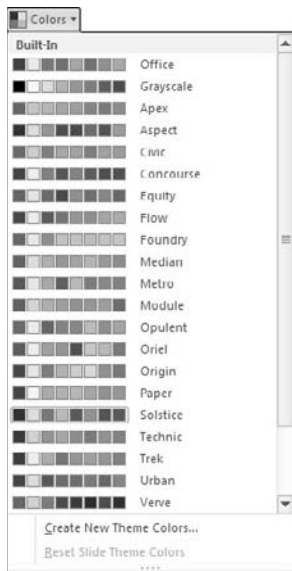 Colors
Built-In
Office
Grayscale
Apex
Aspect
Civic
Concourse
Equity
Flow
Foundry
Median
Metro
Module
Opulent
Oriel
Origin
Paper
Solstice
Technic
Trek
Urban
Verve
Create New Theme Colors...
Reset Slide Theme Colors